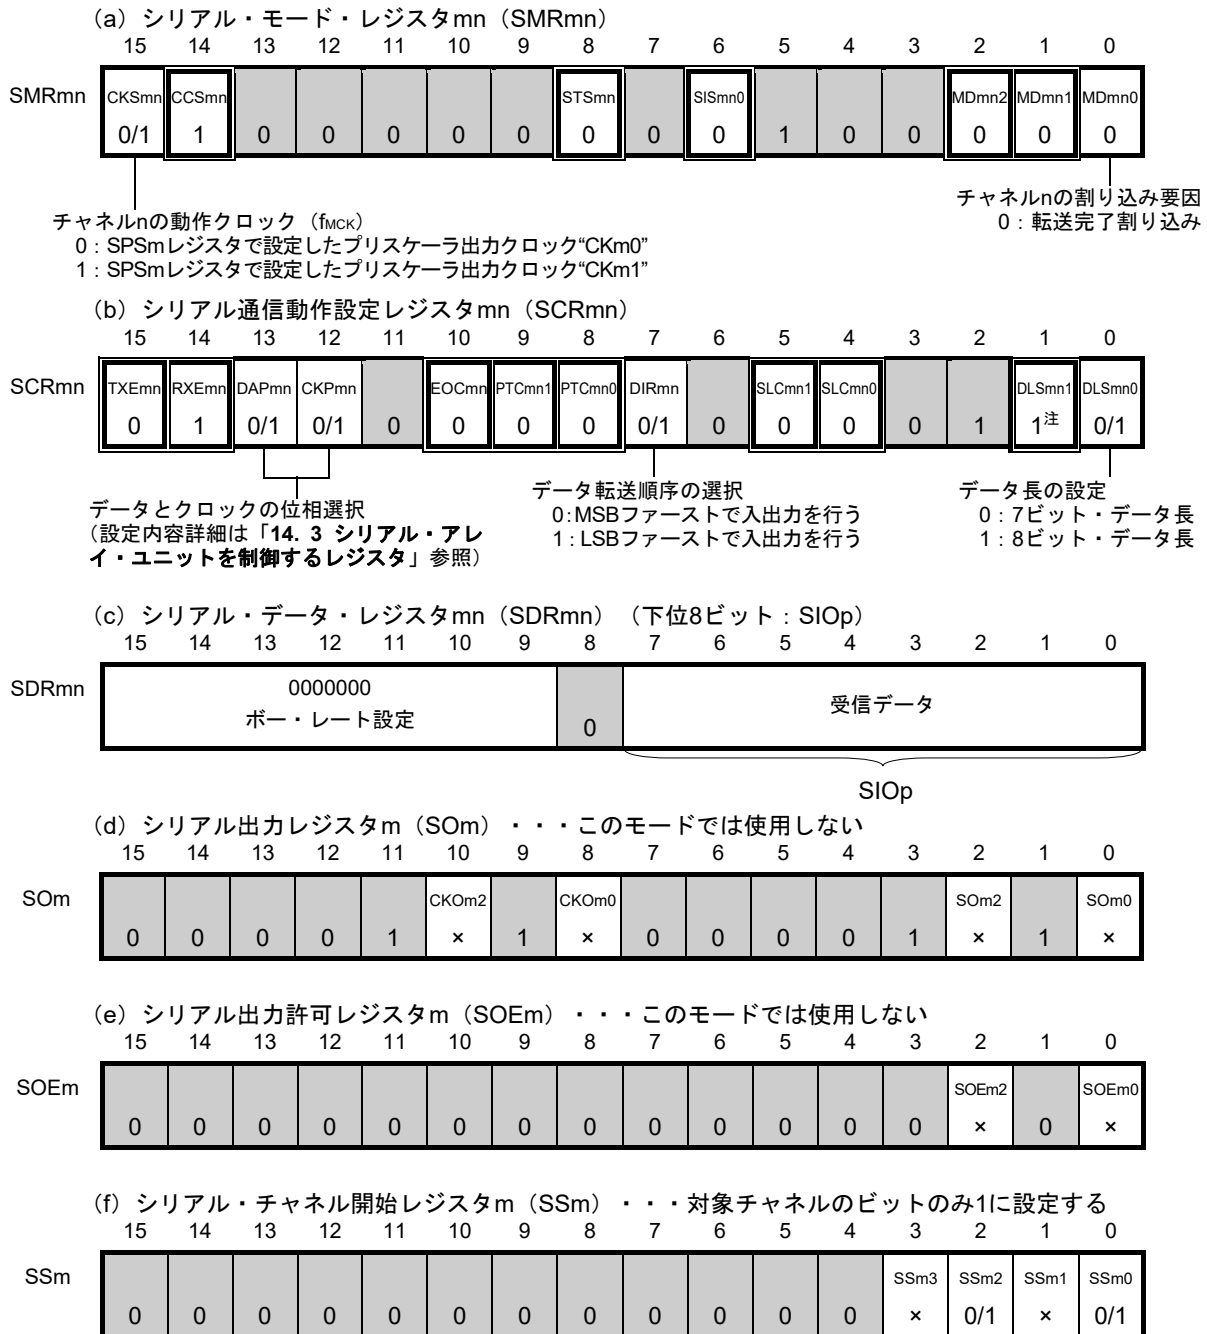 (a) シリアル・モード・レジスタmn (SMRmn)
15 14 13 12 11 10 9 8 7 6 5 4 3 2 1 0
SMRmn CKSmn CCSmn STSmn SISmn0 MDmn2 MDmn1 MDmn0
0/1 1 0 0 0 0 0 0 0 0 1 0 0 0 0 0
チャネルnの動作クロック (fMCK)
0:SPSmレジスタで設定したプリスケーラ出力クロック“CKm0”
1:SPSmレジスタで設定したプリスケーラ出力クロック“CKm1”
チャネルnの割り込み要因
0:転送完了割り込み
(b) シリアル通信動作設定レジスタmn (SCRmn)
15 14 13 12 11 10 9 8 7 6 5 4 3 2 1 0
SCRmn TXEmn RXEmn DAPmn CKPmn EOCmn PTCmn1 PTCmn0 DIRmn SLCmn1 SLCmn0 DLSmn1 DLSmn0
0 1 0/1 0/1 0 0 0 0 0/1 0 0 0 0 1 1注 0/1
データとクロックの位相選択
(設定内容詳細は「14. 3 シリアル・アレ
イ・ユニットを制御するレジスタ」参照)
データ転送順序の選択
0:MSBファーストで入出力を行う
1:LSBファーストで入出力を行う
データ長の設定
0:7ビット・データ長
1:8ビット・データ長
(c) シリアル・データ・レジスタmn (SDRmn) (下位8ビット:SIOp)
15 14 13 12 11 10 9 8 7 6 5 4 3 2 1 0
SDRmn 0000000
ボー・レート設定 0 受信データ
SIOp
(d) シリアル出力レジスタm (SOm) ・・・このモードでは使用しない
15 14 13 12 11 10 9 8 7 6 5 4 3 2 1 0
SOm CKOm2 CKOm0 SOm2 SOm0
0 0 0 0 1 × 1 × 0 0 0 0 1 × 1 ×
(e) シリアル出力許可レジスタm (SOEm) ・・・このモードでは使用しない
15 14 13 12 11 10 9 8 7 6 5 4 3 2 1 0
SOEm SOEm2 SOEm0
0 0 0 0 0 0 0 0 0 0 0 0 0 × 0 ×
(f) シリアル・チャネル開始レジスタm (SSm) ・・・対象チャネルのビットのみ1に設定する
15 14 13 12 11 10 9 8 7 6 5 4 3 2 1 0
SSm SSm3 SSm2 SSm1 SSm0
0 0 0 0 0 0 0 0 0 0 0 0 × 0/1 × 0/1